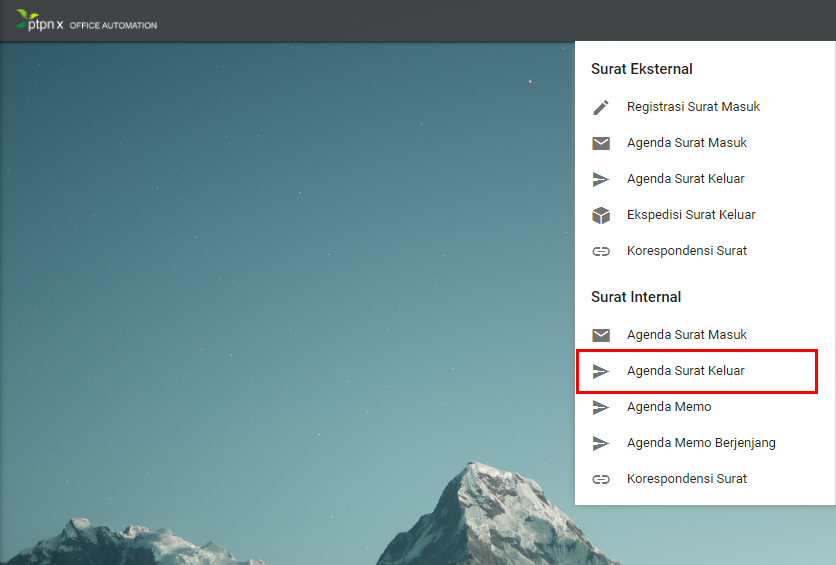 ptpn x OFFICE AUTOMATION
Surat Eksternal
Registrasi Surat Masuk
Agenda Surat Masuk
Agenda Surat Keluar
Ekspedisi Surat Keluar
Korespondensi Surat
Surat Internal
Agenda Surat Masuk
Agenda Surat Keluar
Agenda Memo
Agenda Memo Berjenjang
Korespondensi Surat